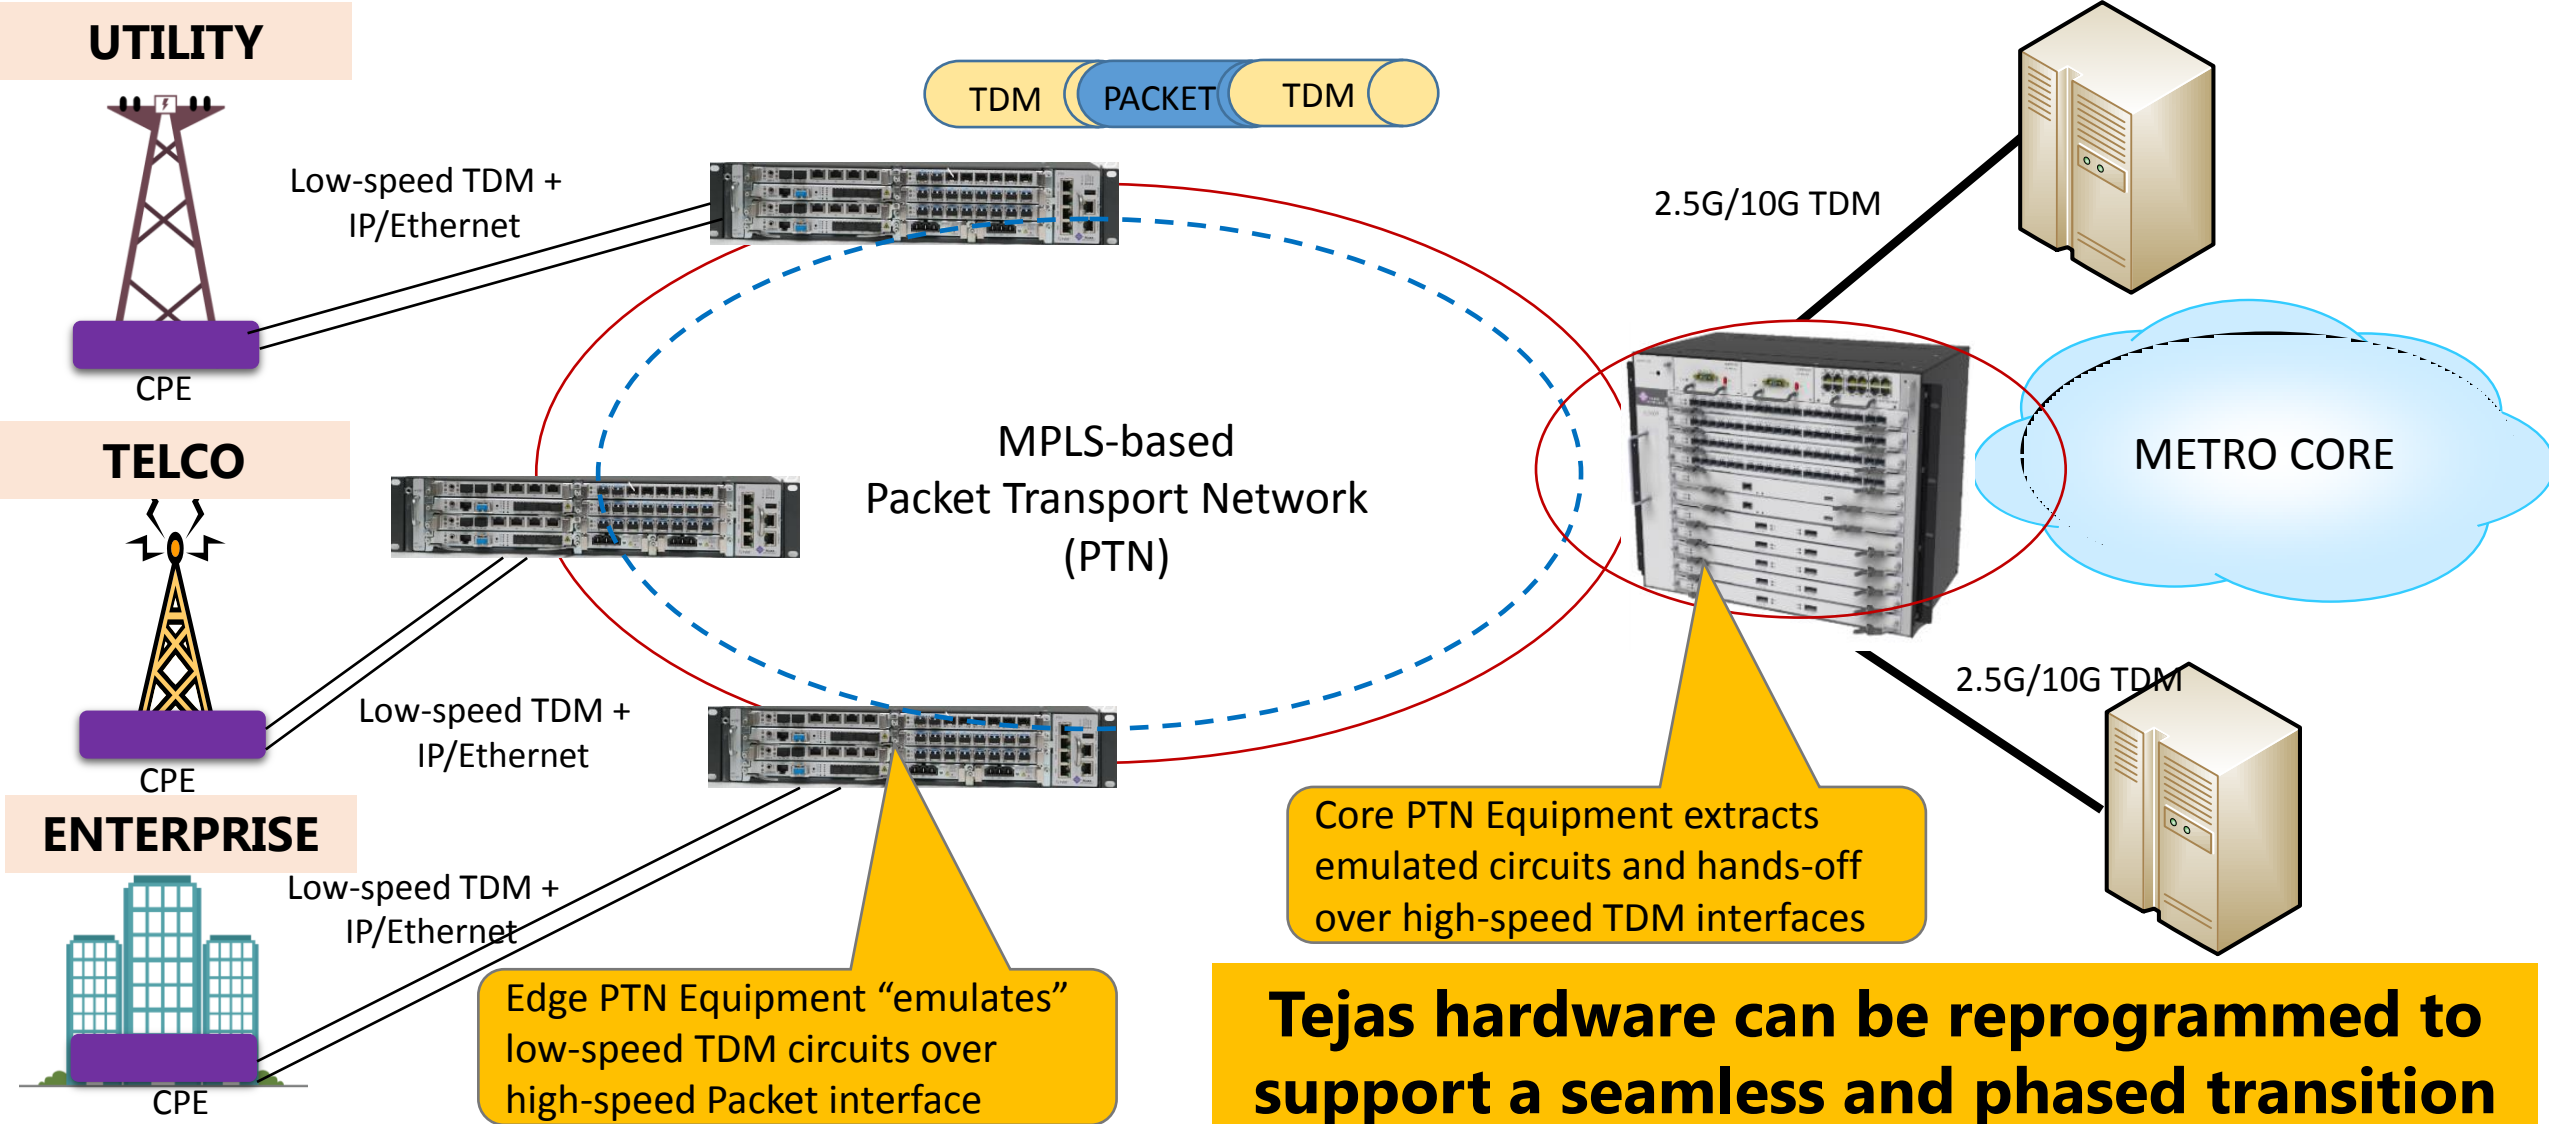 UTILITY
TDM
PACKET
TDM
Low-speed TDM +
IP/Ethernet
2.5G/10G TDM
CPE
TELCO
MPLS-based
Packet Transport Network
(PTN)
METRO CORE
Low-speed TDM +
IP/Ethernet
2.5G/10G TDM
CPE
ENTERPRISE
Low-speed TDM +
IP/Ethernet
CPE
Core PTN Equipment extracts
emulated circuits and hands-off
over high-speed TDM interfaces
Edge PTN Equipment “emulates”
low-speed TDM circuits over
high-speed Packet interface
Tejas hardware can be reprogrammed to
support a seamless and phased transition